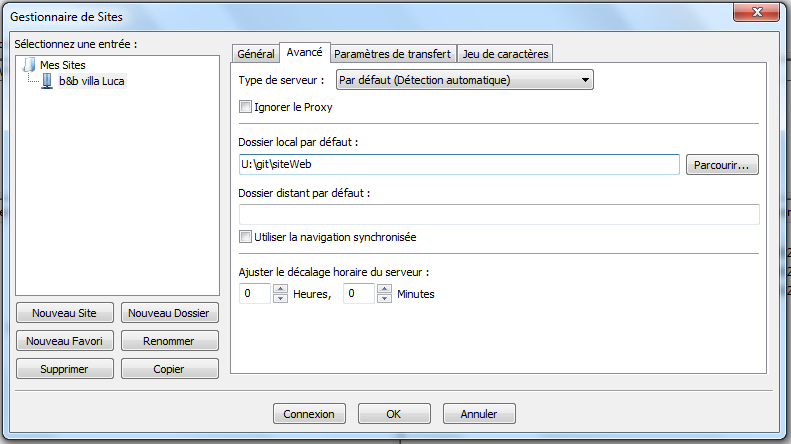 Gestionnaire de Sites
Sélectionnez une entrée :
Mes Sites
b&b villa Luca
Nouveau Site
Nouveau Dossier
Nouveau Favori
Renommer
Supprimer
Copier
Général
Avancé
Paramètres de transfert
Jeu de caractères
Type de serveur :
Par défaut (Détection automatique)
Ignorer le Proxy
Dossier local par défaut :
U:\git\siteWeb
Parcourir...
Dossier distant par défaut :
Utiliser la navigation synchronisée
Ajuster le décalage horaire du serveur :
0 Heures, 0 Minutes
Connexion
OK
Annuler